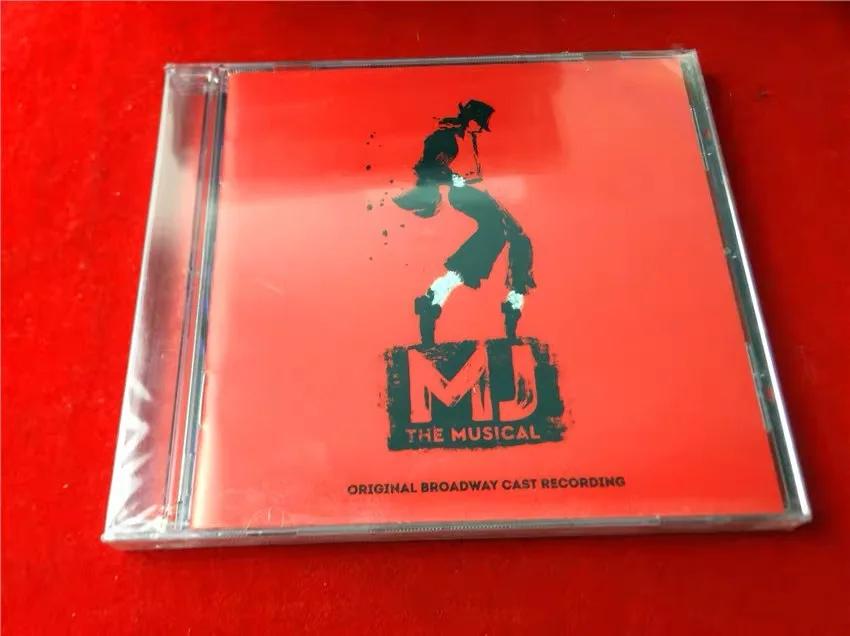 MJ
THE MUSICAL
ORIGINAL BROADWAY CAST RECORDING